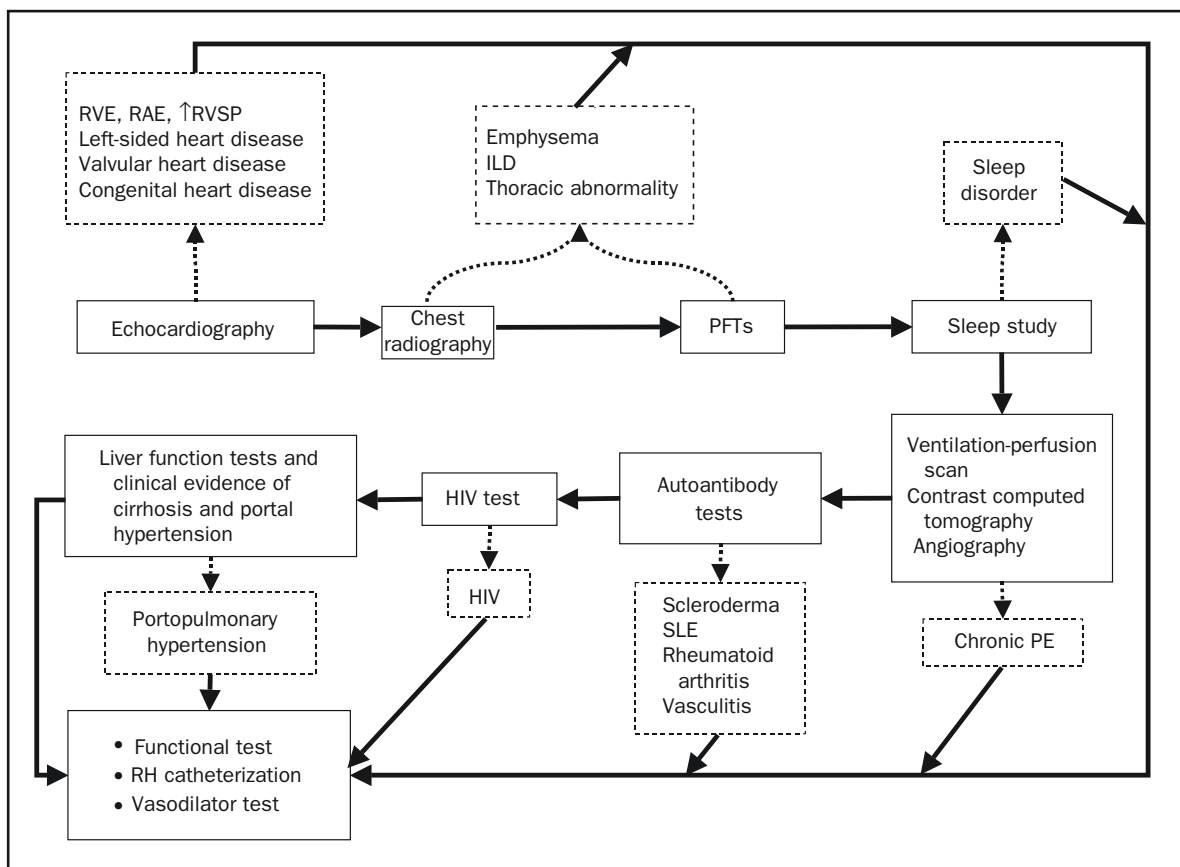 RVE, RAE, ↑RVSP
Left-sided heart disease
Valvular heart disease
Congenital heart disease
Emphysema
ILD
Thoracic abnormality
Sleep
disorder
Echocardiography
Chest
radiography
PFTs
Sleep study
Liver function tests and
clinical evidence of
cirrhosis and portal
hypertension
HIV test
Autoantibody
tests
Ventilation-perfusion
scan
Contrast computed
tomography
Angiography
Portopulmonary
hypertension
HIV
Scleroderma
SLE
Rheumatoid
arthritis
Vasculitis
Chronic PE
• Functional test
• RH catheterization
• Vasodilator test